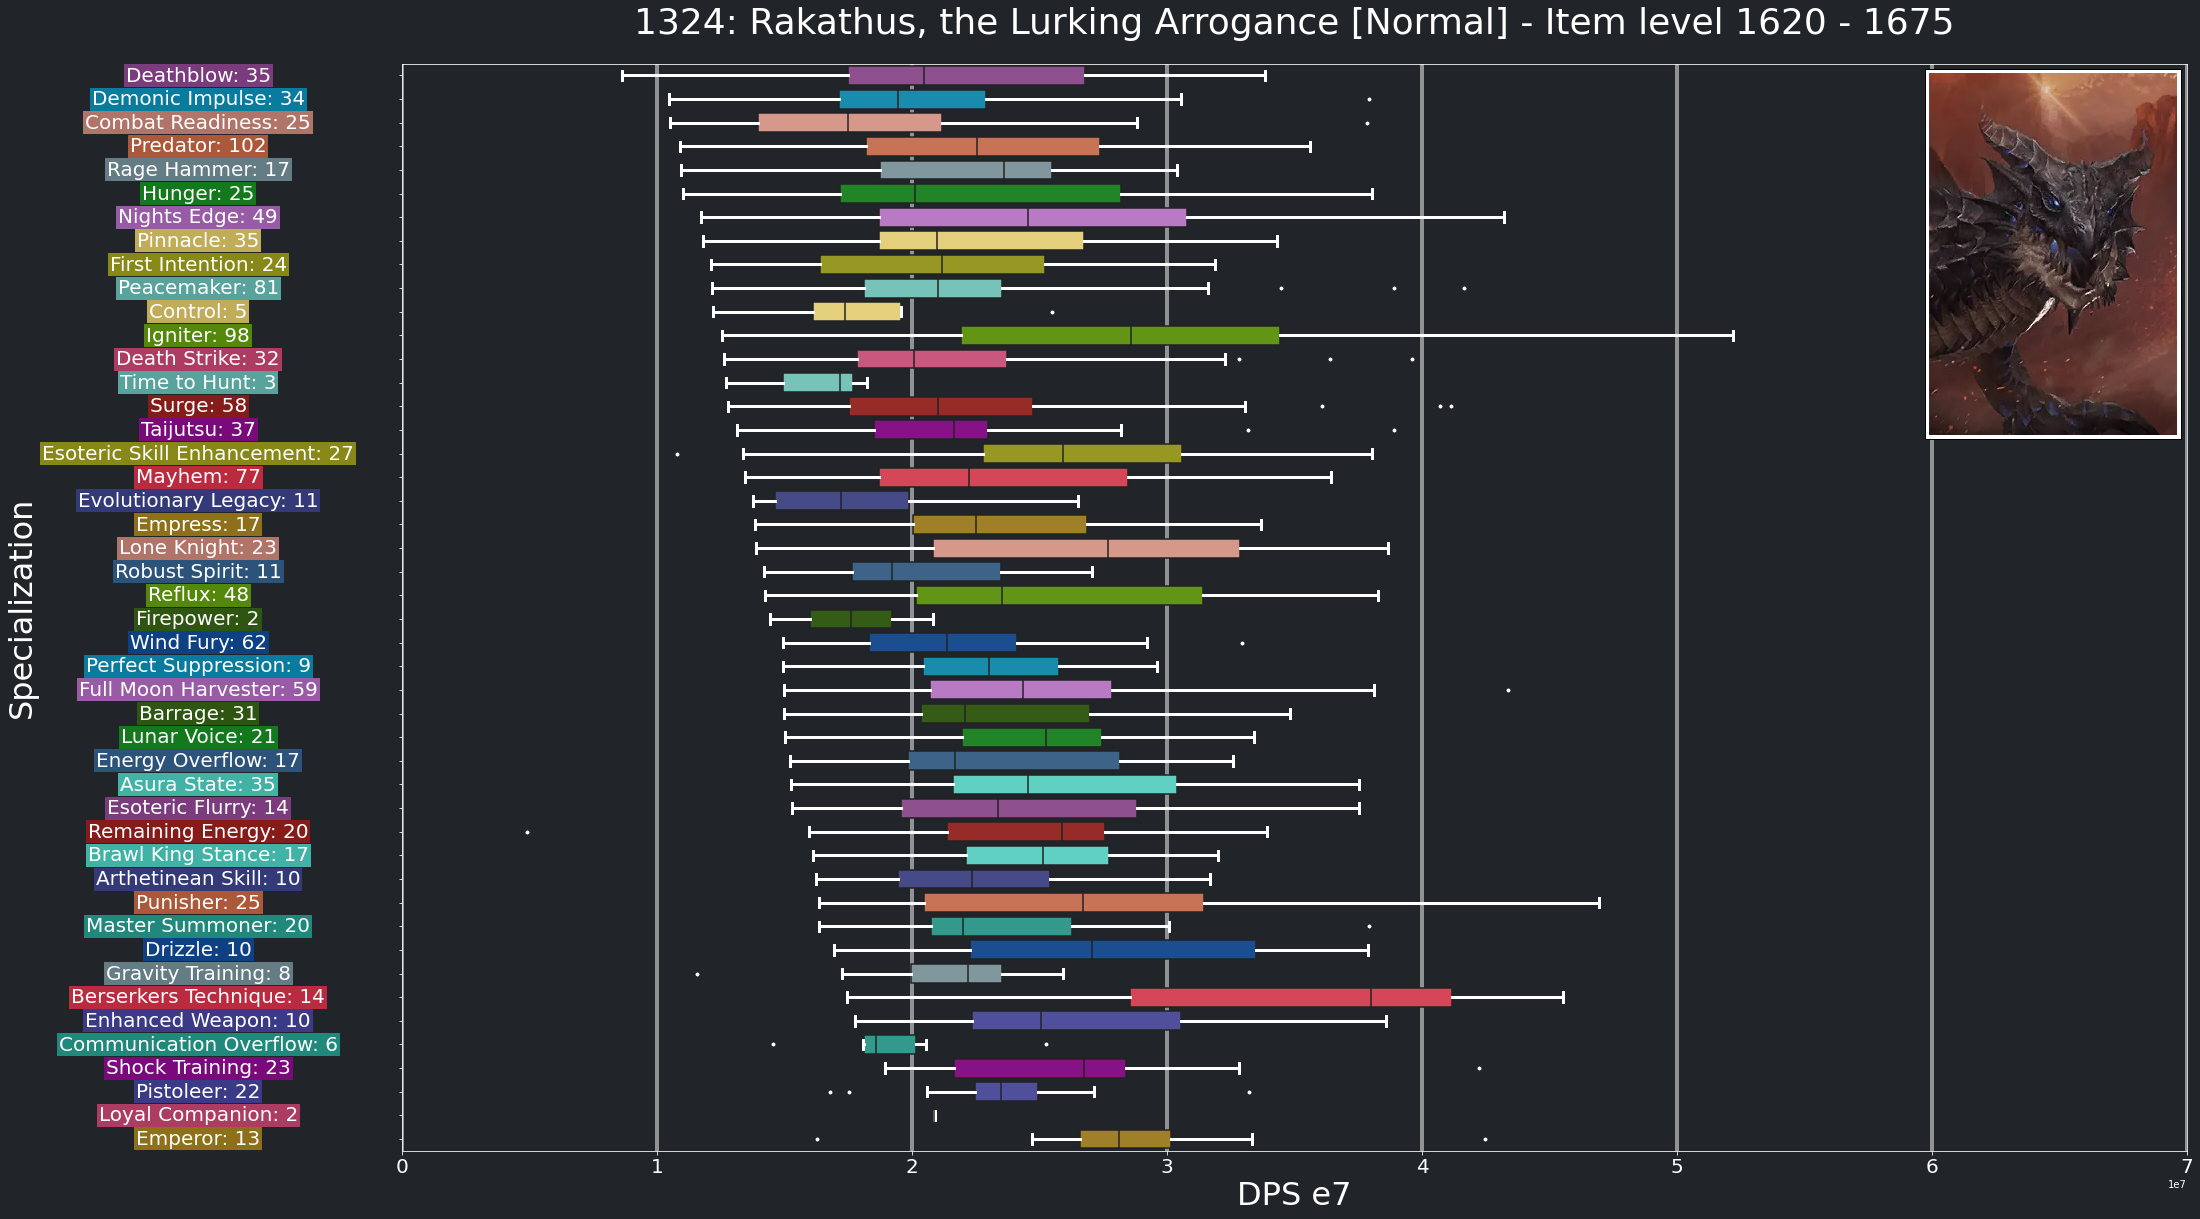 1324: Rakathus, the Lurking Arrogance [Normal] - Item level 1620 - 1675
Specialization
Deathblow: 35
Demonic Impulse: 34
Combat Readiness: 25
Predator: 102
Rage Hammer: 17
Hunger: 25
Nights Edge: 49
Pinnacle: 35
First Intention: 24
Peacemaker: 81
Control: 5
Igniter: 98
Death Strike: 32
Time to Hunt: 3
Surge: 58
Taijutsu: 37
Esoteric Skill Enhancement: 27
Mayhem: 77
Evolutionary Legacy: 11
Empress: 17
Lone Knight: 23
Robust Spirit: 11
Reflux: 48
Firepower: 2
Wind Fury: 62
Perfect Suppression: 9
Full Moon Harvester: 59
Barrage: 31
Lunar Voice: 21
Energy Overflow: 17
Asura State: 35
Esoteric Flurry: 14
Remaining Energy: 20
Brawl King Stance: 17
Arthetinean Skill: 10
Punisher: 25
Master Summoner: 20
Drizzle: 10
Gravity Training: 8
Berserkers Technique: 14
Enhanced Weapon: 10
Communication Overflow: 6
Shock Training: 23
Pistoleer: 22
Loyal Companion: 2
Emperor: 13
0 1 2 3 4 5 6 7
1e7
DPS e7